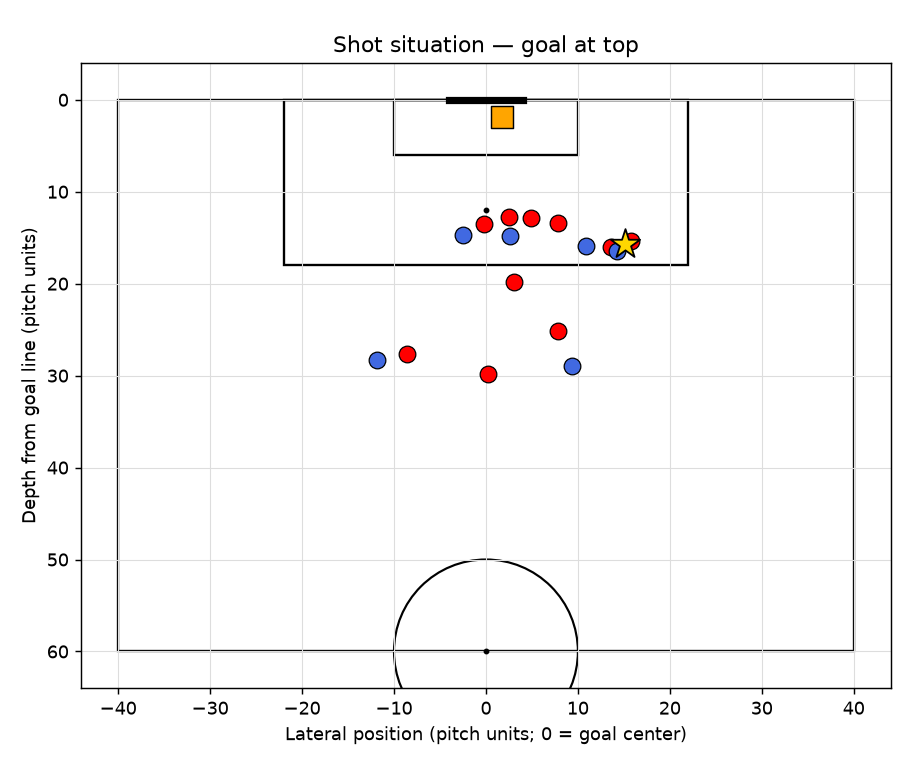 Shot situation — goal at top
0
10
20
30
40
50
60
Depth from goal line (pitch units)
−40 −30 −20 −10 0 10 20 30 40
Lateral position (pitch units; 0 = goal center)